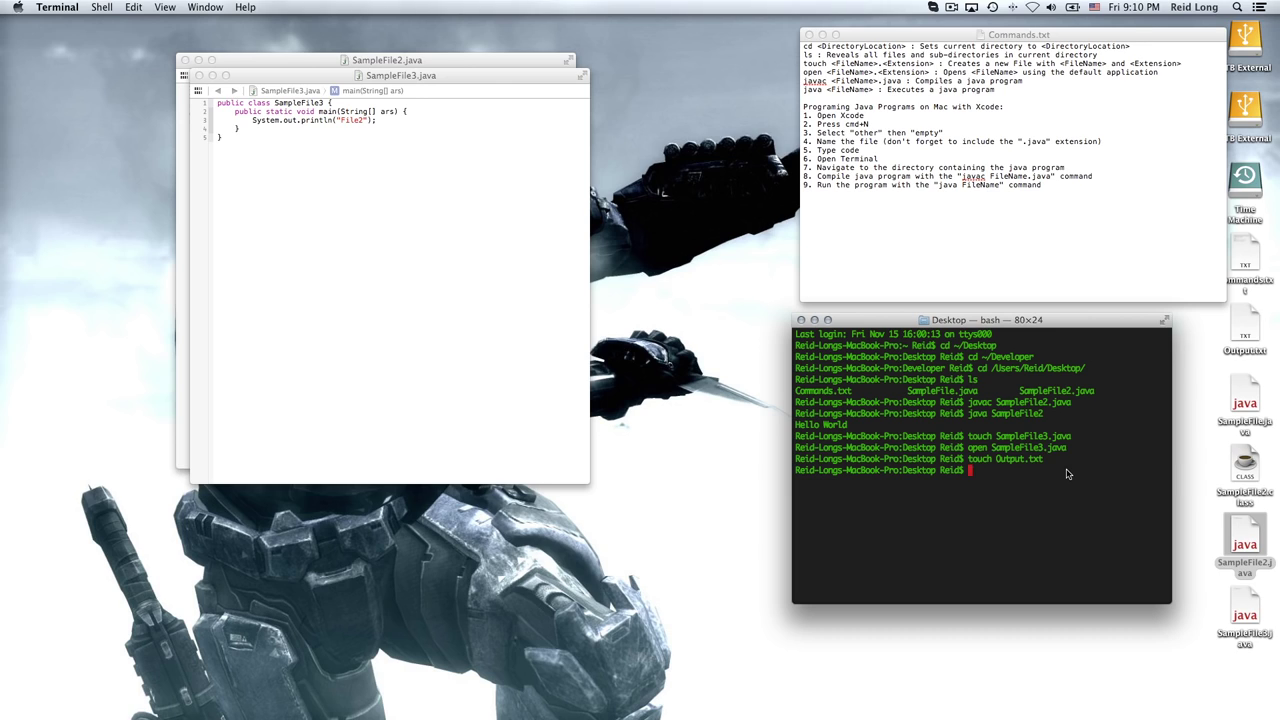 Terminal Shell Edit View Window Help
Fri 9:10 PM Reid Long
SampleFile2.java
SampleFile3.java
SampleFile3.java main(String[] ars)
1 public class SampleFile3 {
2 public static void main(String[] ars) {
3 System.out.println("File2");
4 }
5 }
Commands.txt
cd <DirectoryLocation> : Sets current directory to <DirectoryLocation>
ls : Reveals all files and sub-directories in current directory
touch <FileName>.<Extension> : Creates a new File with <FileName> and <Extension>
open <FileName>.<Extension> : Opens <FileName> using the default application
javac <FileName>.java : Compiles a java program
java <FileName> : Executes a java program
Programing Java Programs on Mac with Xcode:
1. Open Xcode
2. Press cmd+N
3. Select "other" then "empty"
4. Name the file (don't forget to include the ".java" extension)
5. Type code
6. Open Terminal
7. Navigate to the directory containing the java program
8. Compile java program with the "javac FileName.java" command
9. Run the program with the "java FileName" command
Desktop — bash — 80×24
Last login: Fri Nov 15 16:00:13 on ttys000
Reid-Longs-MacBook-Pro:~ Reid$ cd ~/Desktop
Reid-Longs-MacBook-Pro:Desktop Reid$ cd ~/Developer
Reid-Longs-MacBook-Pro:Developer Reid$ cd /Users/Reid/Desktop/
Reid-Longs-MacBook-Pro:Desktop Reid$ ls
Commands.txt SampleFile.java SampleFile2.java
Reid-Longs-MacBook-Pro:Desktop Reid$ javac SampleFile2.java
Reid-Longs-MacBook-Pro:Desktop Reid$ java SampleFile2
Hello World
Reid-Longs-MacBook-Pro:Desktop Reid$ touch SampleFile3.java
Reid-Longs-MacBook-Pro:Desktop Reid$ open SampleFile3.java
Reid-Longs-MacBook-Pro:Desktop Reid$ touch Output.txt
Reid-Longs-MacBook-Pro:Desktop Reid$
TB External
TB External
Time
Machine
TXT
ommands.tx
t
TXT
Output.txt
java
SampleFile.ja
va
CLASS
SampleFile2.c
lass
java
SampleFile2.j
ava
java
SampleFile3.j
ava